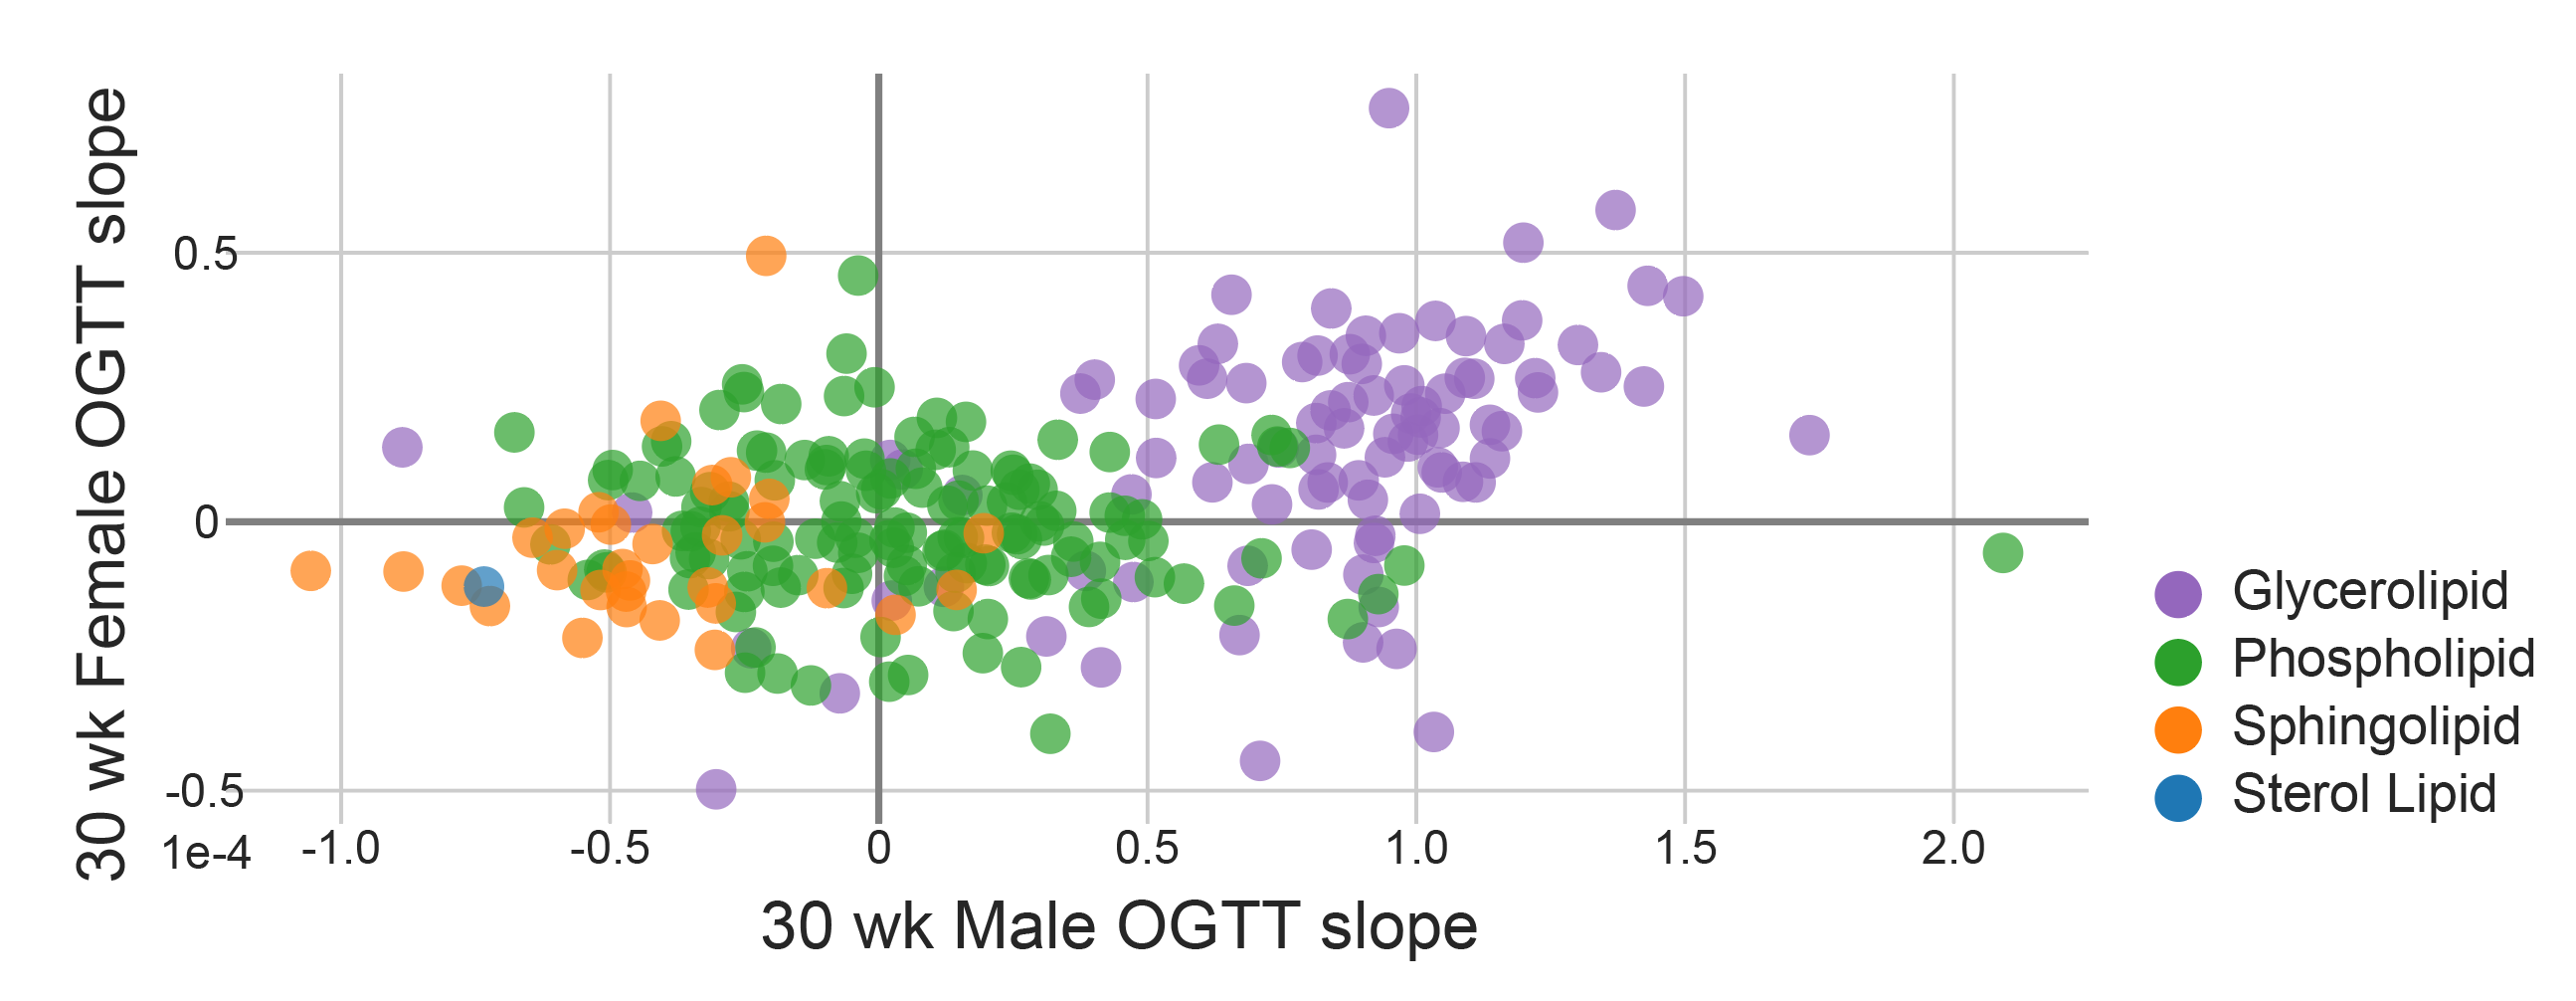 30 wk Female OGTT slope
0.5
0
-0.5
1e-4
-1.0 -0.5 0 0.5 1.0 1.5 2.0
30 wk Male OGTT slope
Glycerolipid
Phospholipid
Sphingolipid
Sterol Lipid